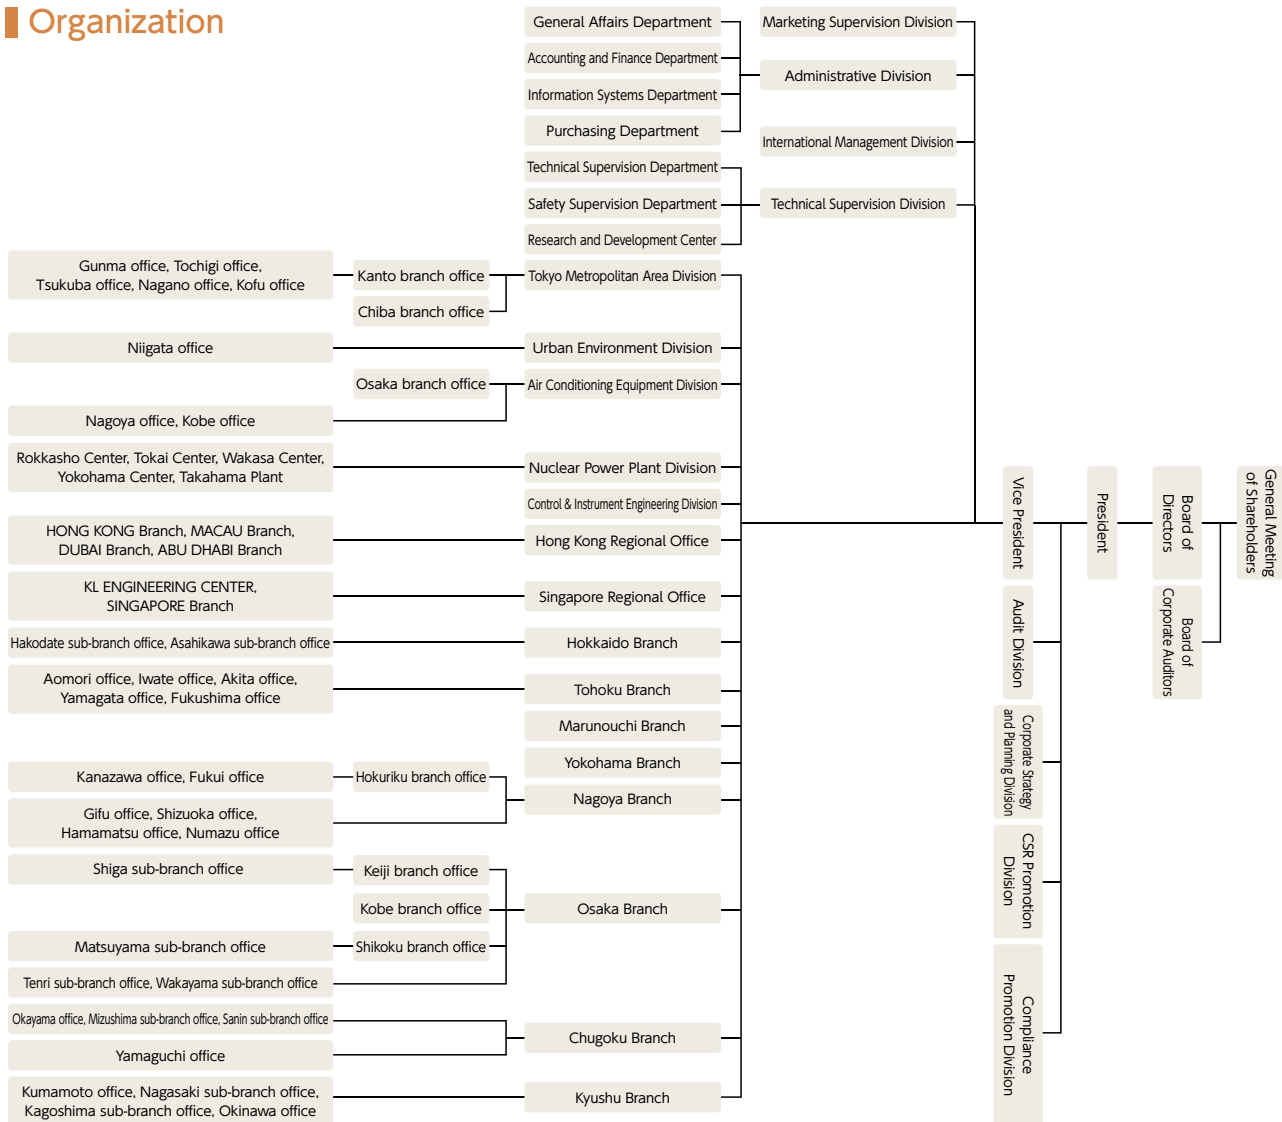 Organization
General Affairs Department
Marketing Supervision Division
Accounting and Finance Department
Administrative Division
Information Systems Department
Purchasing Department
International Management Division
Technical Supervision Department
Safety Supervision Department
Technical Supervision Division
Research and Development Center
Gunma office, Tochigi office,
Tsukuba office, Nagano office, Kofu office
Kanto branch office
Tokyo Metropolitan Area Division
Chiba branch office
Niigata office
Urban Environment Division
Osaka branch office
Air Conditioning Equipment Division
Nagoya office, Kobe office
Rokkasho Center, Tokai Center, Wakasa Center,
Yokohama Center, Takahama Plant
Nuclear Power Plant Division
Control & Instrument Engineering Division
HONG KONG Branch, MACAU Branch,
DUBAI Branch, ABU DHABI Branch
Hong Kong Regional Office
KL ENGINEERING CENTER,
SINGAPORE Branch
Singapore Regional Office
Hakodate sub-branch office, Asahikawa sub-branch office
Hokkaido Branch
Aomori office, Iwate office, Akita office,
Yamagata office, Fukushima office
Tohoku Branch
Marunouchi Branch
Yokohama Branch
Kanazawa office, Fukui office
Hokuriku branch office
Nagoya Branch
Gifu office, Shizuoka office,
Hamamatsu office, Numazu office
Shiga sub-branch office
Keiji branch office
Kobe branch office
Osaka Branch
Matsuyama sub-branch office
Shikoku branch office
Tenri sub-branch office, Wakayama sub-branch office
Okayama office, Mizushima sub-branch office, Sanin sub-branch office
Chugoku Branch
Yamaguchi office
Kumamoto office, Nagasaki sub-branch office,
Kagoshima sub-branch office, Okinawa office
Kyushu Branch
Vice President
President
Board of
Directors
General Meeting
of Shareholders
Audit Division
Board of
Corporate Auditors
Corporate Strategy
and Planning Division
CSR Promotion
Division
Compliance
Promotion Division